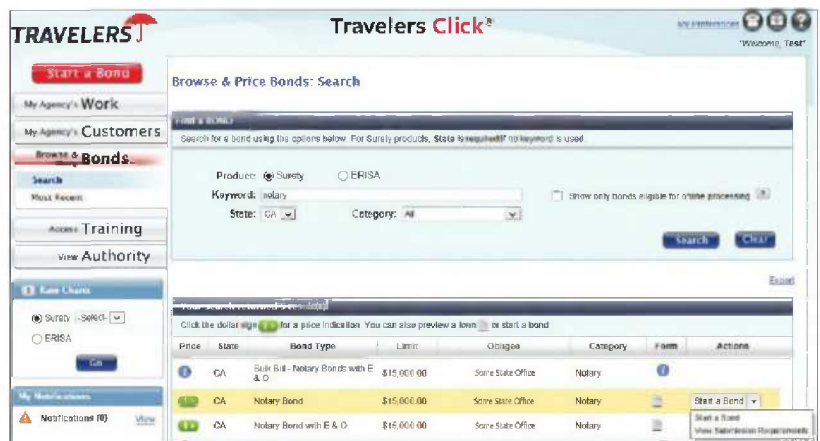 TRAVELERS
Travelers Click
My Preferences
"Welcome, Test"
Start a Bond
My Agency's Work
My Agency's Customers
Browse & Bonds
Search
Most Recent
Access Training
View Authority
Rate Charts
Surety -Select-
ERISA
Go
My Notifications
Notifications (0) View
Browse & Price Bonds: Search
Find a BOND
Search for a bond using the options below. For Surety products, State is required if no keyword is used.
Product: Surety ERISA
Keyword: notary
Show only bonds eligible for online processing
State: CA Category: All
Search Clear
Export
Your Search Returned
Click the dollar sign for a price indication. You can also preview a form or start a bond
Price State Bond Type Limit Obligee Category Form Actions
CA Bulk Bill - Notary Bonds with E & O $15,000.00 Some State Office Notary
CA Notary Bond $15,000.00 Some State Office Notary Start a Bond
CA Notary Bond with E & O $15,000.00 Some State Office Notary
Start a Bond
View Submission Requirements